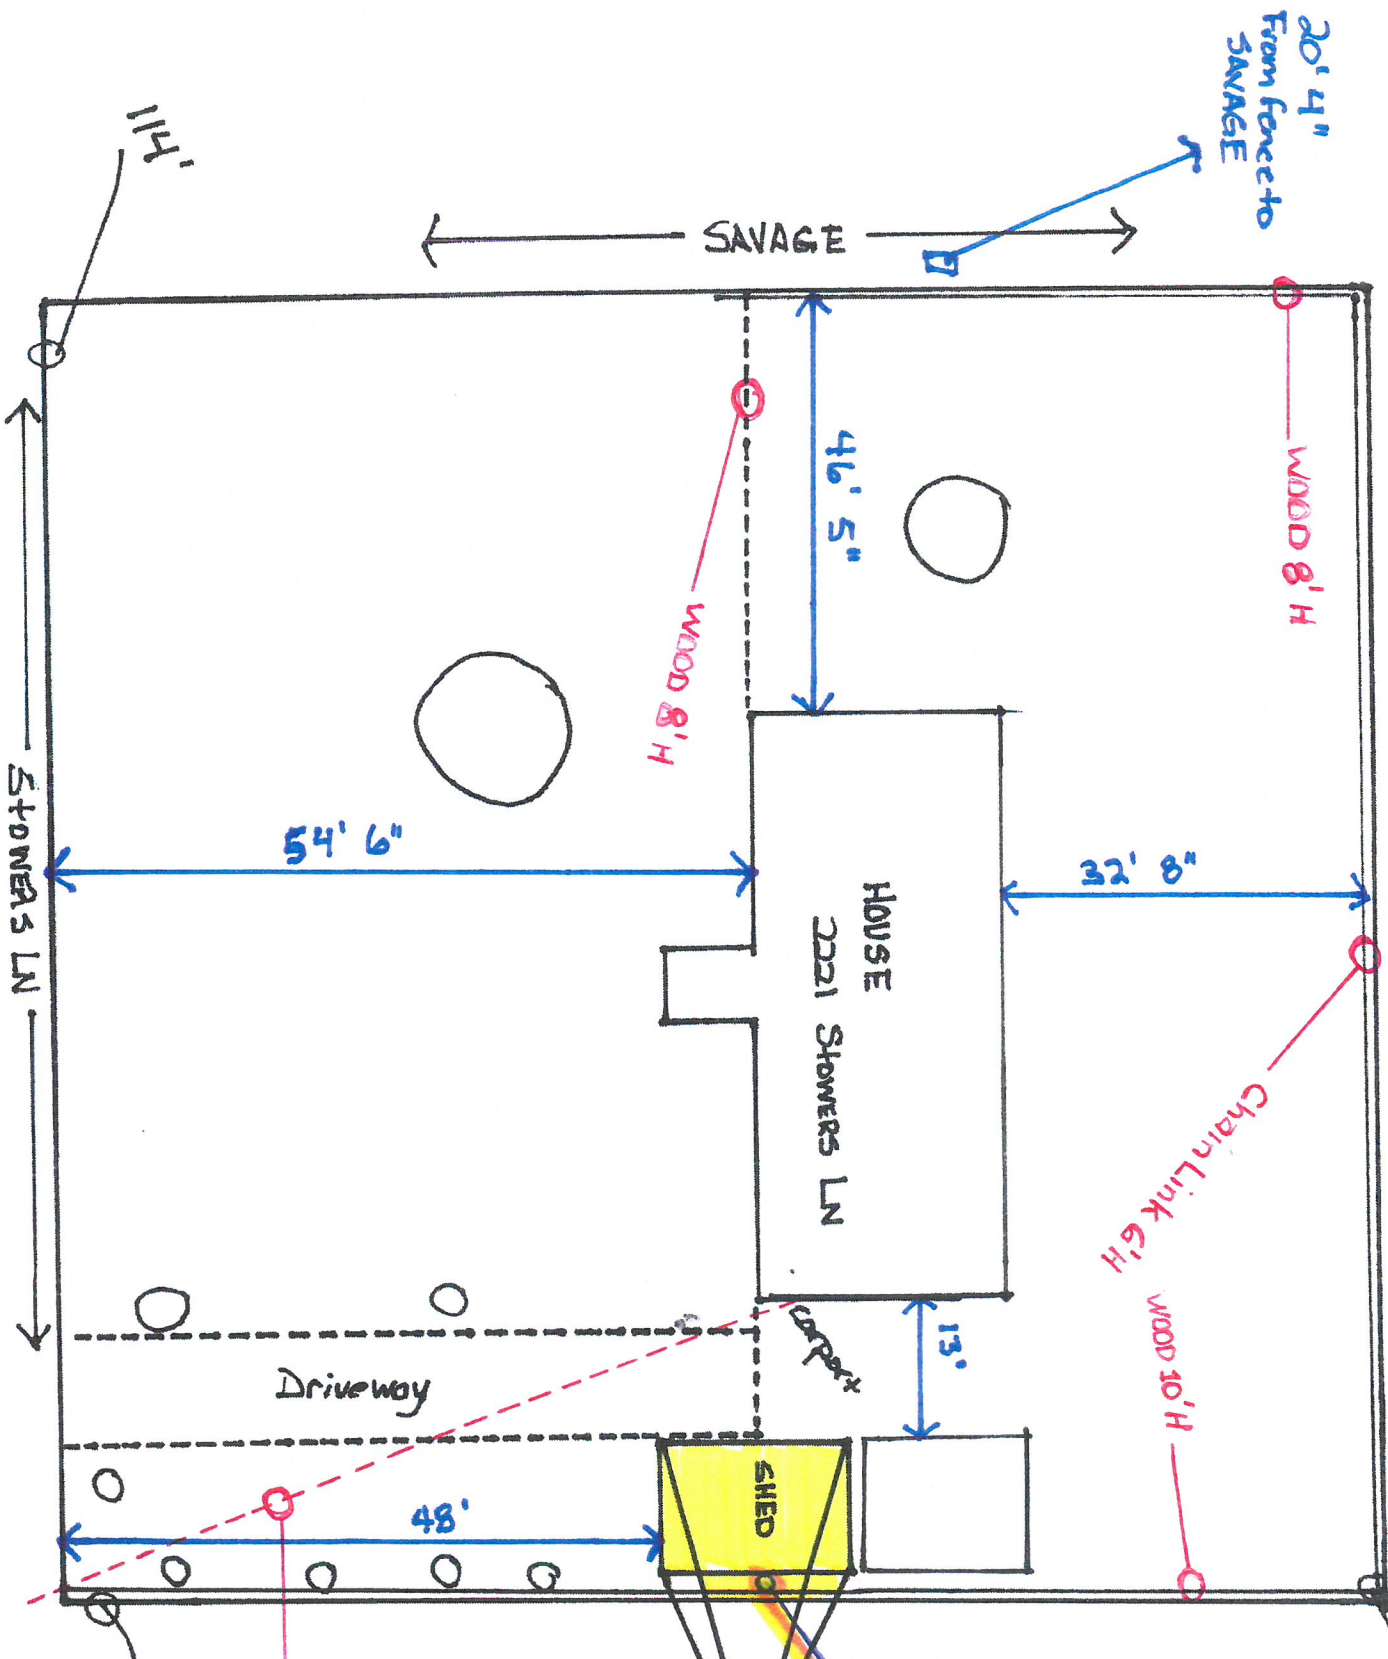 20' 4"
From fence to
SAVAGE
114'
SAVAGE
WOOD 8' H
46' 5"
WOOD 8' H
54' 6"
32' 8"
HOUSE
2221 Stowers LN
Stowers LN
Chain Link 6' H
WOOD 10' H
13'
carport
Driveway
SHED
48'